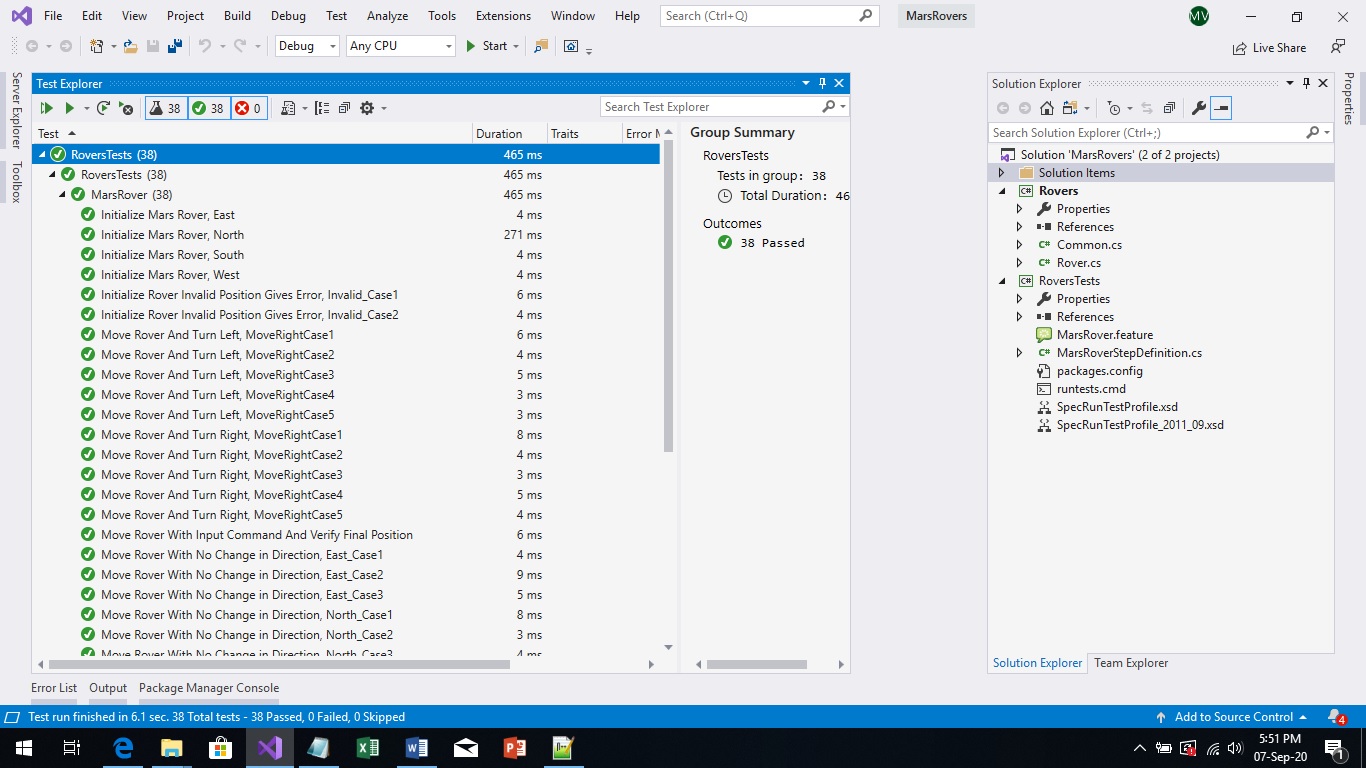 File Edit View Project Build Debug Test Analyze Tools Extensions Window Help Search (Ctrl+Q) MarsRovers MV
Debug Any CPU Start Live Share
Server Explorer
Toolbox
Test Explorer
38 38 0 Search Test Explorer
Test Duration Traits Error M
RoversTests (38) 465 ms
RoversTests (38) 465 ms
MarsRover (38) 465 ms
Initialize Mars Rover, East 4 ms
Initialize Mars Rover, North 271 ms
Initialize Mars Rover, South 4 ms
Initialize Mars Rover, West 4 ms
Initialize Rover Invalid Position Gives Error, Invalid_Case1 6 ms
Initialize Rover Invalid Position Gives Error, Invalid_Case2 4 ms
Move Rover And Turn Left, MoveRightCase1 6 ms
Move Rover And Turn Left, MoveRightCase2 4 ms
Move Rover And Turn Left, MoveRightCase3 5 ms
Move Rover And Turn Left, MoveRightCase4 3 ms
Move Rover And Turn Left, MoveRightCase5 3 ms
Move Rover And Turn Right, MoveRightCase1 8 ms
Move Rover And Turn Right, MoveRightCase2 4 ms
Move Rover And Turn Right, MoveRightCase3 3 ms
Move Rover And Turn Right, MoveRightCase4 5 ms
Move Rover And Turn Right, MoveRightCase5 4 ms
Move Rover With Input Command And Verify Final Position 6 ms
Move Rover With No Change in Direction, East_Case1 4 ms
Move Rover With No Change in Direction, East_Case2 9 ms
Move Rover With No Change in Direction, East_Case3 5 ms
Move Rover With No Change in Direction, North_Case1 8 ms
Move Rover With No Change in Direction, North_Case2 3 ms
Move Rover With No Change in Direction, North_Case3 4 ms
Group Summary
RoversTests
Tests in group: 38
Total Duration: 46
Outcomes
38 Passed
Solution Explorer
Search Solution Explorer (Ctrl+;)
Solution 'MarsRovers' (2 of 2 projects)
Solution Items
Rovers
Properties
References
Common.cs
Rover.cs
RoversTests
Properties
References
MarsRover.feature
MarsRoverStepDefinition.cs
packages.config
runtests.cmd
SpecRunTestProfile.xsd
SpecRunTestProfile_2011_09.xsd
Solution Explorer Team Explorer
Properties
Error List Output Package Manager Console
Test run finished in 6.1 sec. 38 Total tests - 38 Passed, 0 Failed, 0 Skipped Add to Source Control 4
5:51 PM
07-Sep-20 1